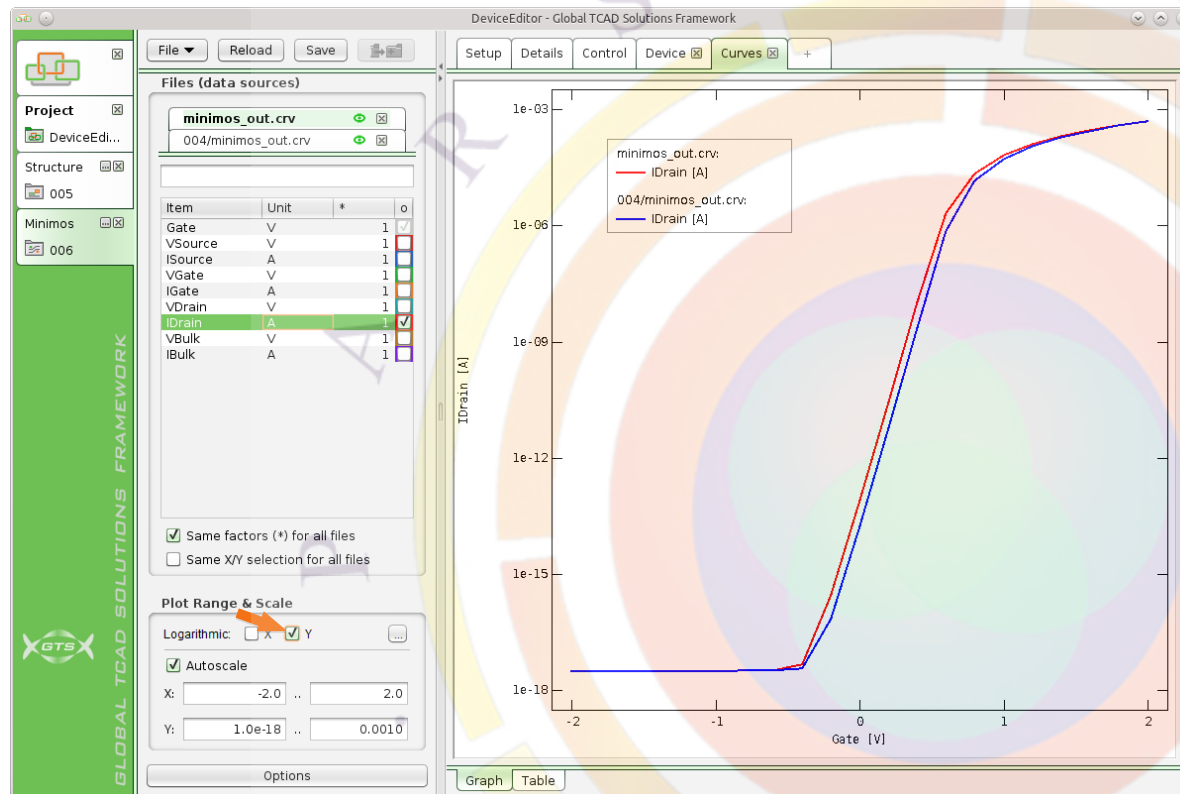 DeviceEditor - Global TCAD Solutions Framework
Project
DeviceEdi...
Structure
005
Minimos
006
GTS
GLOBAL TCAD SOLUTIONS FRAMEWORK
File Reload Save
Files (data sources)
minimos_out.crv
004/minimos_out.crv
Item Unit * o
Gate V 1
VSource V 1
ISource A 1
VGate V 1
IGate A 1
VDrain V 1
IDrain A 1
VBulk V 1
IBulk A 1
Same factors (*) for all files
Same X/Y selection for all files
Plot Range & Scale
Logarithmic: X Y ...
Autoscale
X: -2.0 .. 2.0
Y: 1.0e-18 .. 0.0010
Options
Setup Details Control Device Curves +
1e-03
1e-06
1e-09
1e-12
1e-15
1e-18
IDrain [A]
minimos_out.crv:
IDrain [A]
004/minimos_out.crv:
IDrain [A]
-2 -1 0 1 2
Gate [V]
Graph Table
P A R S